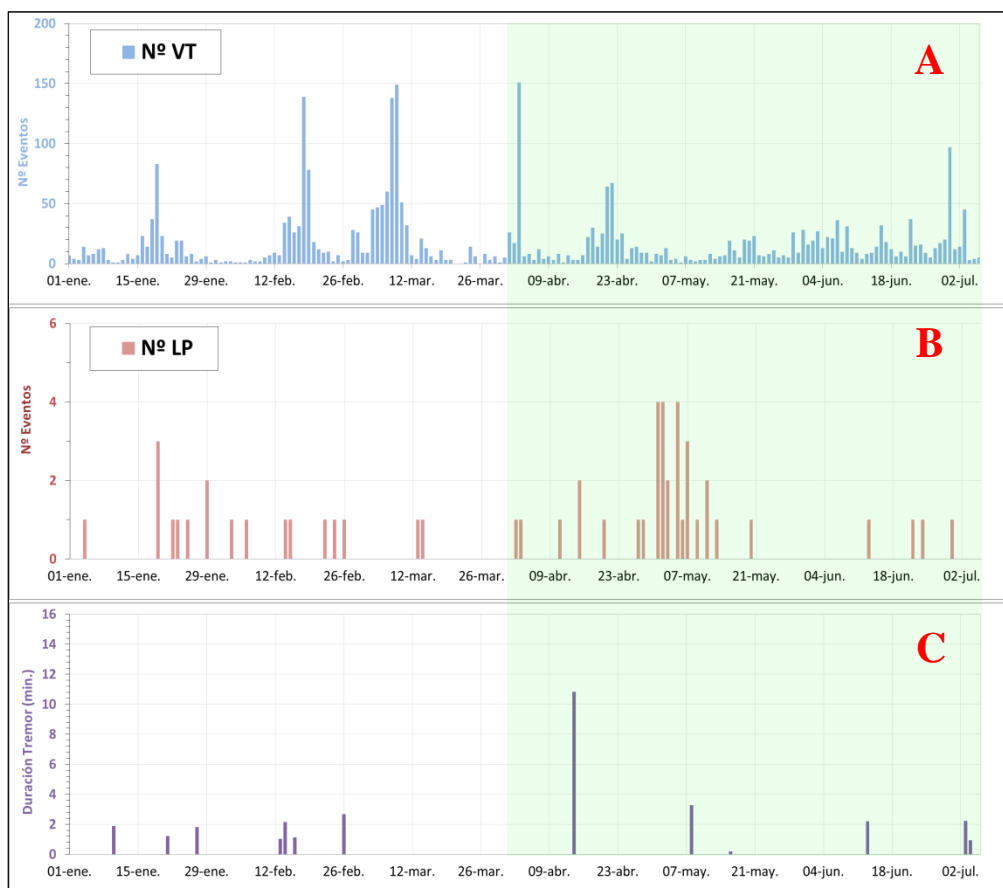 200
Nº VT
A
150
Nº Eventos
100
50
0
01-ene. 15-ene. 29-ene. 12-feb. 26-feb. 12-mar. 26-mar. 09-abr. 23-abr. 07-may. 21-may. 04-jun. 18-jun. 02-jul.
6
Nº LP
B
4
Nº Eventos
2
0
01-ene. 15-ene. 29-ene. 12-feb. 26-feb. 12-mar. 26-mar. 09-abr. 23-abr. 07-may. 21-may. 04-jun. 18-jun. 02-jul.
16
14
C
12
10
Duración Tremor (min.)
8
6
4
2
0
01-ene. 15-ene. 29-ene. 12-feb. 26-feb. 12-mar. 26-mar. 09-abr. 23-abr. 07-may. 21-may. 04-jun. 18-jun. 02-jul.